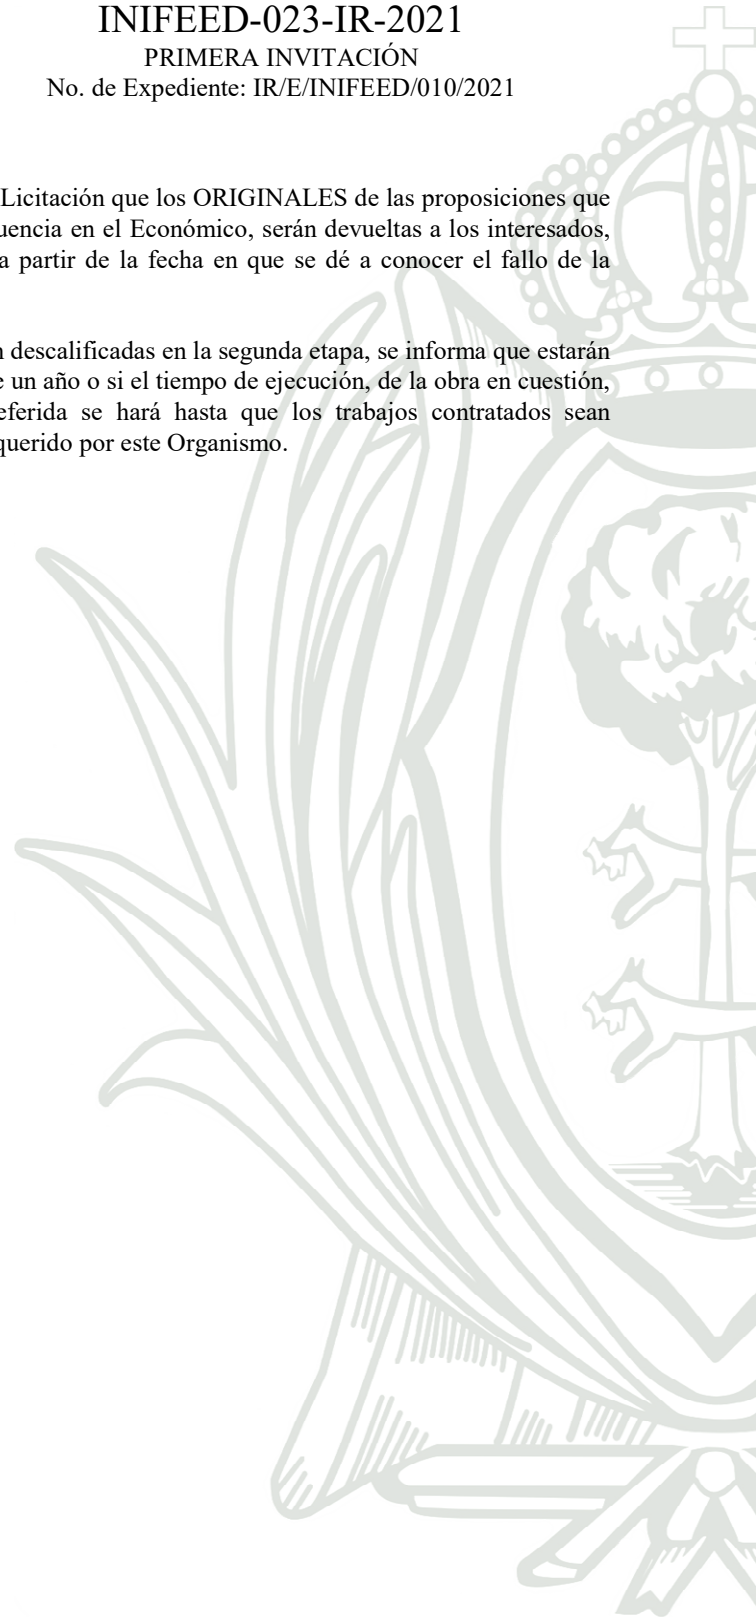 INIFEED-023-IR-2021
PRIMERA INVITACIÓN
No. de Expediente: IR/E/INIFEED/010/2021
Licitación que los ORIGINALES de las proposiciones que
uencia en el Económico, serán devueltas a los interesados,
a partir de la fecha en que se dé a conocer el fallo de la
n descalificadas en la segunda etapa, se informa que estarán
e un año o si el tiempo de ejecución, de la obra en cuestión,
eferida se hará hasta que los trabajos contratados sean
querido por este Organismo.